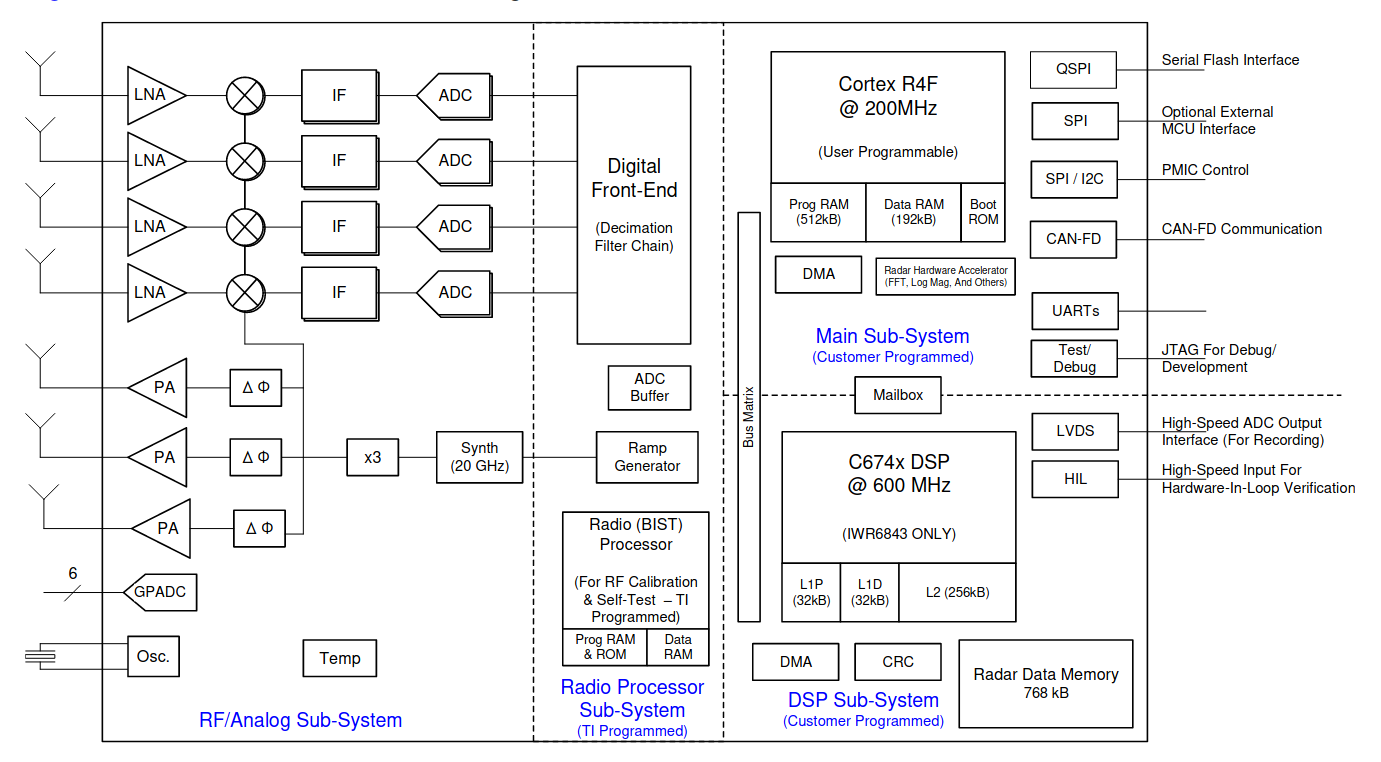 LNA
IF
ADC
LNA
IF
ADC
LNA
IF
ADC
LNA
IF
ADC
PA
Δ Φ
PA
Δ Φ
x3
Synth
(20 GHz)
PA
Δ Φ
6
GPADC
Osc.
Temp
RF/Analog Sub-System
Digital
Front-End
(Decimation
Filter Chain)
ADC
Buffer
Ramp
Generator
Radio (BIST)
Processor
(For RF Calibration
& Self-Test – TI
Programmed)
Prog RAM
& ROM
Data
RAM
Radio Processor
Sub-System
(TI Programmed)
Bus Matrix
Cortex R4F
@ 200MHz
(User Programmable)
Prog RAM
(512kB)
Data RAM
(192kB)
Boot
ROM
DMA
Radar Hardware Accelerator
(FFT, Log Mag, And Others)
Main Sub-System
(Customer Programmed)
Mailbox
C674x DSP
@ 600 MHz
(IWR6843 ONLY)
L1P
(32kB)
L1D
(32kB)
L2 (256kB)
DMA
CRC
DSP Sub-System
(Customer Programmed)
Radar Data Memory
768 kB
QSPI
Serial Flash Interface
SPI
Optional External
MCU Interface
SPI / I2C
PMIC Control
CAN-FD
CAN-FD Communication
UARTs
Test/
Debug
JTAG For Debug/
Development
LVDS
High-Speed ADC Output
Interface (For Recording)
HIL
High-Speed Input For
Hardware-In-Loop Verification